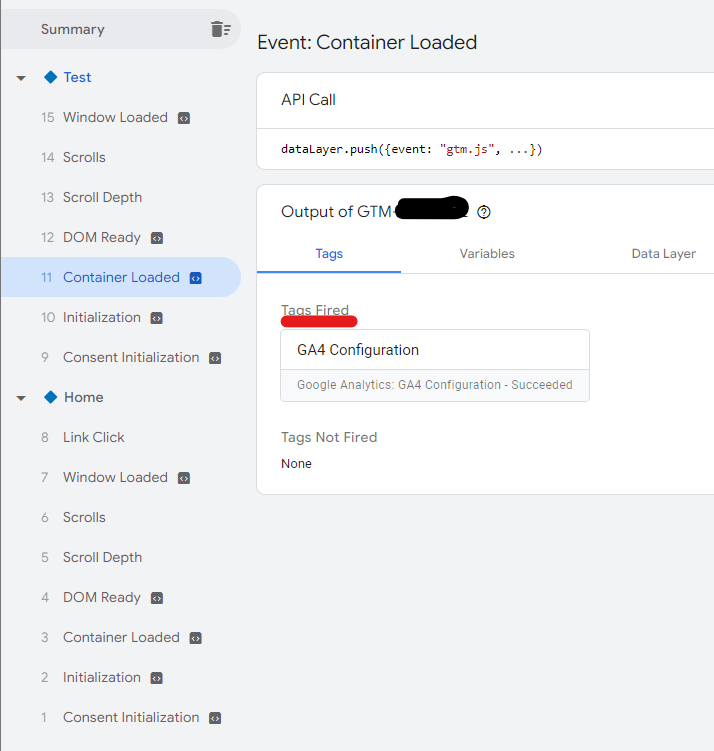 Summary
Test
15 Window Loaded
14 Scrolls
13 Scroll Depth
12 DOM Ready
11 Container Loaded
10 Initialization
9 Consent Initialization
Home
8 Link Click
7 Window Loaded
6 Scrolls
5 Scroll Depth
4 DOM Ready
3 Container Loaded
2 Initialization
1 Consent Initialization
Event: Container Loaded
API Call
dataLayer.push({event: "gtm.js", ...})
Output of GTM-
Tags Variables Data Layer
Tags Fired
GA4 Configuration
Google Analytics: GA4 Configuration - Succeeded
Tags Not Fired
None